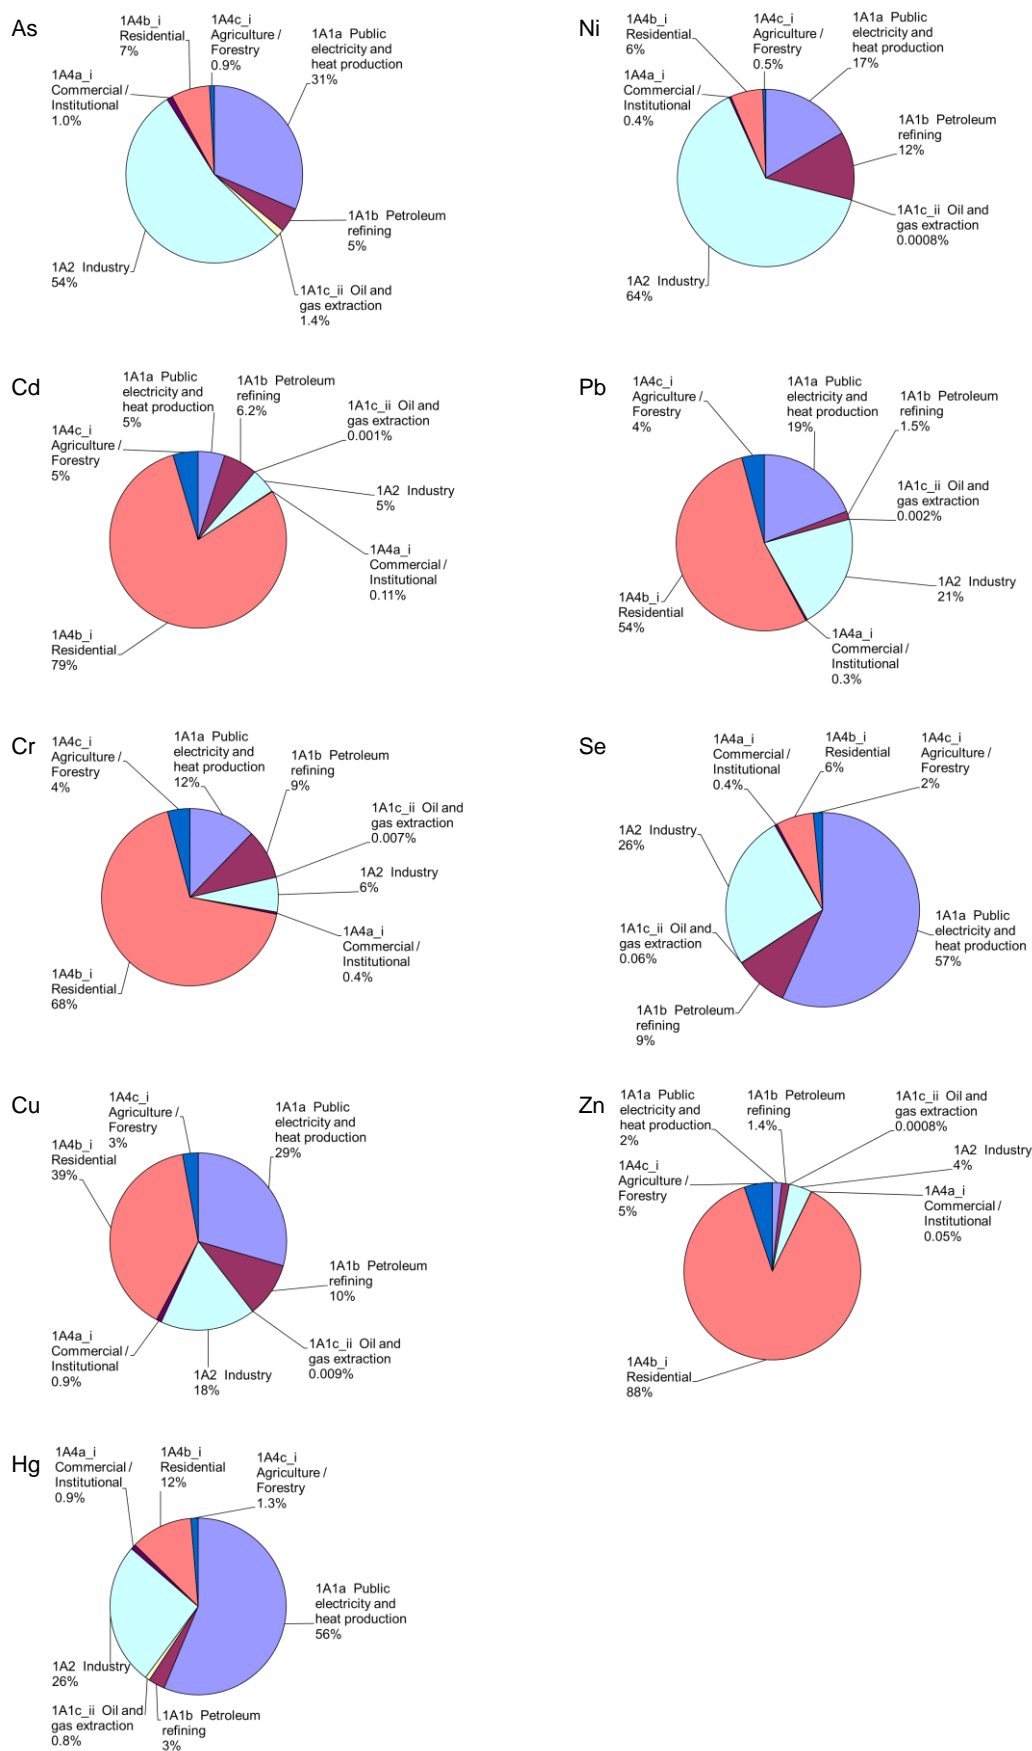 As
1A4b_i
Residential
7%
1A4c_i
Agriculture /
Forestry
0.9%
1A1a Public
electricity and
heat production
31%
1A4a_i
Commercial /
Institutional
1.0%
1A1b Petroleum
refining
5%
1A2 Industry
54%
1A1c_ii Oil and
gas extraction
1.4%
Ni
1A4b_i
Residential
6%
1A4c_i
Agriculture /
Forestry
0.5%
1A1a Public
electricity and
heat production
17%
1A4a_i
Commercial /
Institutional
0.4%
1A1b Petroleum
refining
12%
1A1c_ii Oil and
gas extraction
0.0008%
1A2 Industry
64%
Cd
1A1a Public
electricity and
heat production
5%
1A1b Petroleum
refining
6.2%
1A1c_ii Oil and
gas extraction
0.001%
1A4c_i
Agriculture /
Forestry
5%
1A2 Industry
5%
1A4a_i
Commercial /
Institutional
0.11%
1A4b_i
Residential
79%
Pb
1A4c_i
Agriculture /
Forestry
4%
1A1a Public
electricity and
heat production
19%
1A1b Petroleum
refining
1.5%
1A1c_ii Oil and
gas extraction
0.002%
1A2 Industry
21%
1A4b_i
Residential
54%
1A4a_i
Commercial /
Institutional
0.3%
Cr
1A4c_i
Agriculture /
Forestry
4%
1A1a Public
electricity and
heat production
12%
1A1b Petroleum
refining
9%
1A1c_ii Oil and
gas extraction
0.007%
1A2 Industry
6%
1A4a_i
Commercial /
Institutional
0.4%
1A4b_i
Residential
68%
Se
1A4a_i
Commercial /
Institutional
0.4%
1A4b_i
Residential
6%
1A4c_i
Agriculture /
Forestry
2%
1A2 Industry
26%
1A1a Public
electricity and
heat production
57%
1A1c_ii Oil and
gas extraction
0.06%
1A1b Petroleum
refining
9%
Cu
1A4c_i
Agriculture /
Forestry
3%
1A1a Public
electricity and
heat production
29%
1A4b_i
Residential
39%
1A1b Petroleum
refining
10%
1A4a_i
Commercial /
Institutional
0.9%
1A2 Industry
18%
1A1c_ii Oil and
gas extraction
0.009%
Zn
1A1a Public
electricity and
heat production
2%
1A1b Petroleum
refining
1.4%
1A1c_ii Oil and
gas extraction
0.0008%
1A2 Industry
4%
1A4c_i
Agriculture /
Forestry
5%
1A4a_i
Commercial /
Institutional
0.05%
1A4b_i
Residential
88%
Hg
1A4a_i
Commercial /
Institutional
0.9%
1A4b_i
Residential
12%
1A4c_i
Agriculture /
Forestry
1.3%
1A1a Public
electricity and
heat production
56%
1A2 Industry
26%
1A1c_ii Oil and
gas extraction
0.8%
1A1b Petroleum
refining
3%